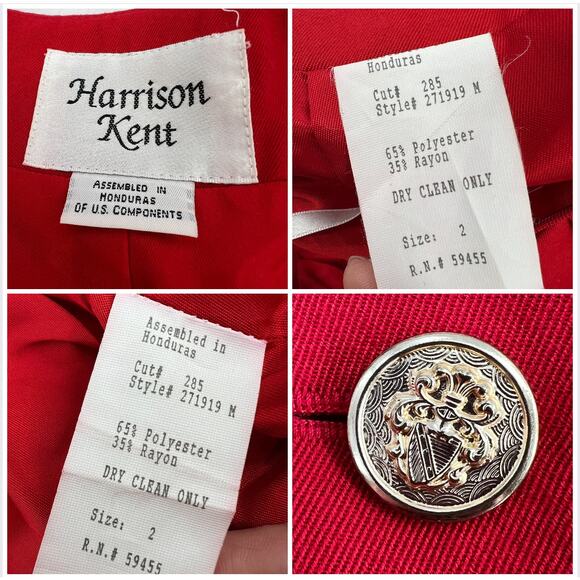 Harrison
Kent
ASSEMBLED IN
HONDURAS
OF U.S. COMPONENTS
Honduras
Cut# 285
Style# 271919 M
65% Polyester
35% Rayon
DRY CLEAN ONLY
Size: 2
R.N.# 59455
Assembled in
Honduras
Cut# 285
Style# 271919 M
65% Polyester
35% Rayon
DRY CLEAN ONLY
Size: 2
R.N.# 59455